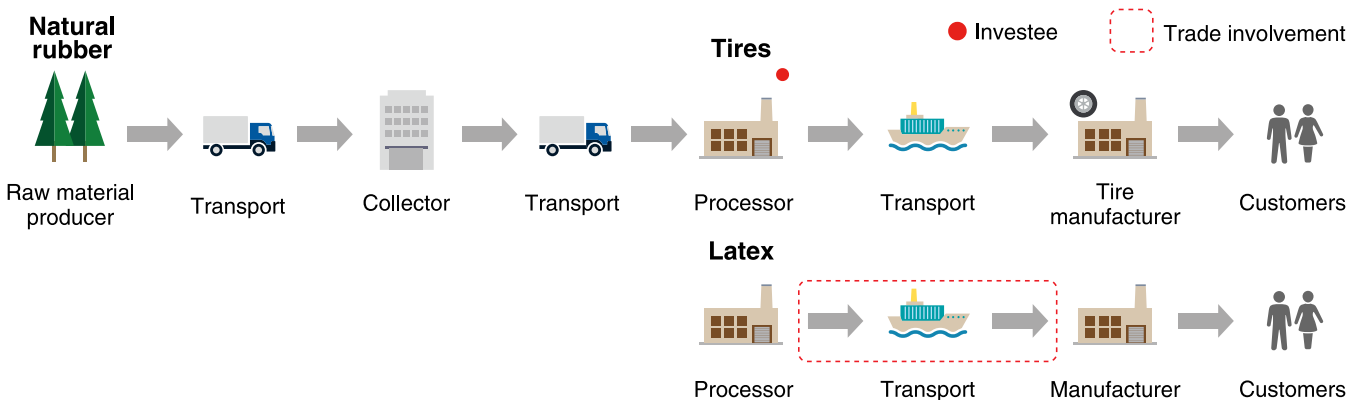 Natural
rubber
Tires
Investee
Trade involvement
Raw material
producer
Transport
Collector
Transport
Processor
Transport
Tire
manufacturer
Customers
Latex
Processor
Transport
Manufacturer
Customers